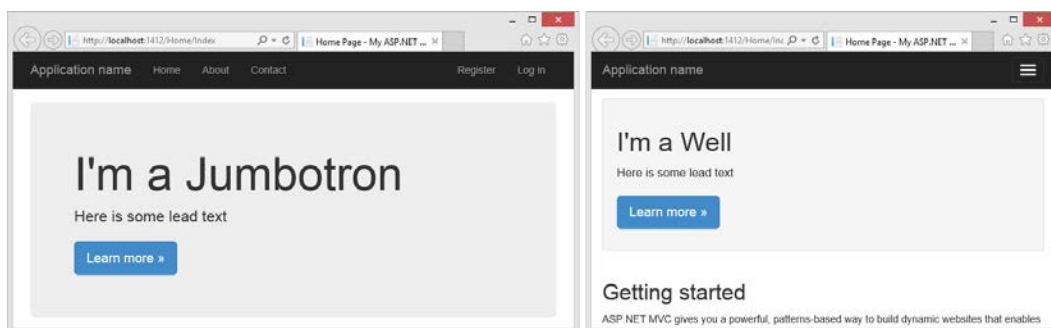 http://localhost:1412/Home/Index
Home Page - My ASP.NET ...
Application name Home About Contact Register Log in
I'm a Jumbotron
Here is some lead text
Learn more »
http://localhost:1412/Home/Inc
Home Page - My ASP.NET ...
Application name
I'm a Well
Here is some lead text
Learn more »
Getting started
ASP.NET MVC gives you a powerful, patterns-based way to build dynamic websites that enables